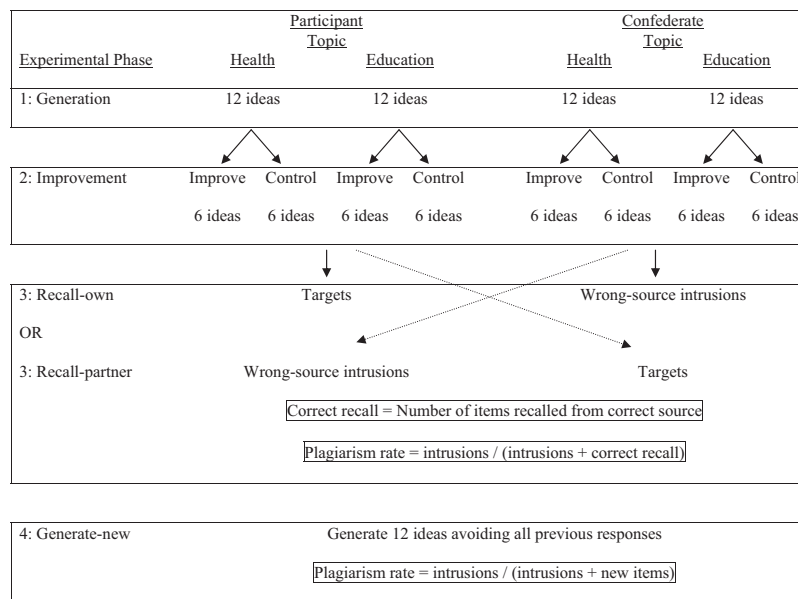 Participant Confederate
Topic Topic
Experimental Phase Health Education Health Education
1: Generation 12 ideas 12 ideas 12 ideas 12 ideas
2: Improvement Improve Control Improve Control Improve Control Improve Control
6 ideas 6 ideas 6 ideas 6 ideas 6 ideas 6 ideas 6 ideas 6 ideas
3: Recall-own Targets Wrong-source intrusions
OR
3: Recall-partner Wrong-source intrusions Targets
Correct recall = Number of items recalled from correct source
Plagiarism rate = intrusions / (intrusions + correct recall)
4: Generate-new Generate 12 ideas avoiding all previous responses
Plagiarism rate = intrusions / (intrusions + new items)